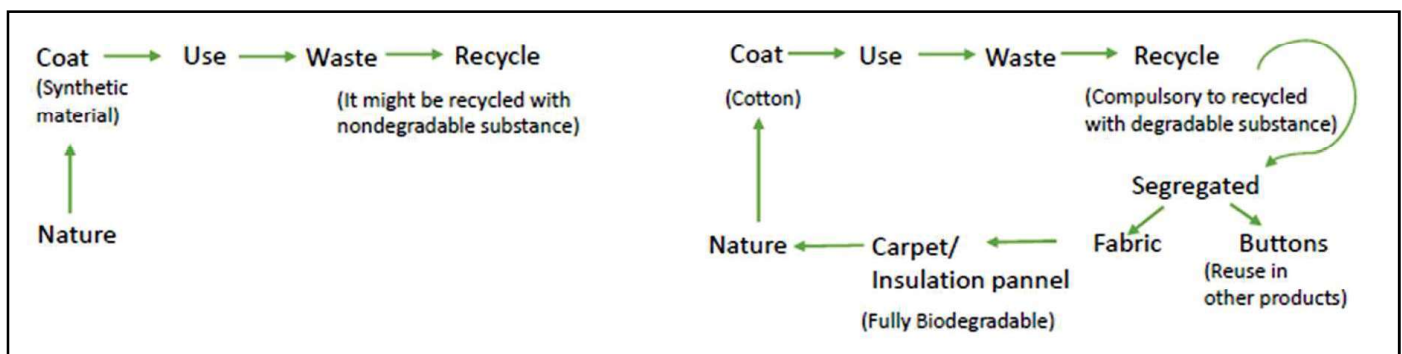 Coat Use Waste Recycle
(Synthetic
material)
(It might be recycled with
nondegradable substance)
Nature
Coat Use Waste Recycle
(Cotton)
(Compulsory to recycled
with degradable substance)
Segregated
Nature Carpet/ Fabric Buttons
Insulation pannel
(Reuse in
other products)
(Fully Biodegradable)